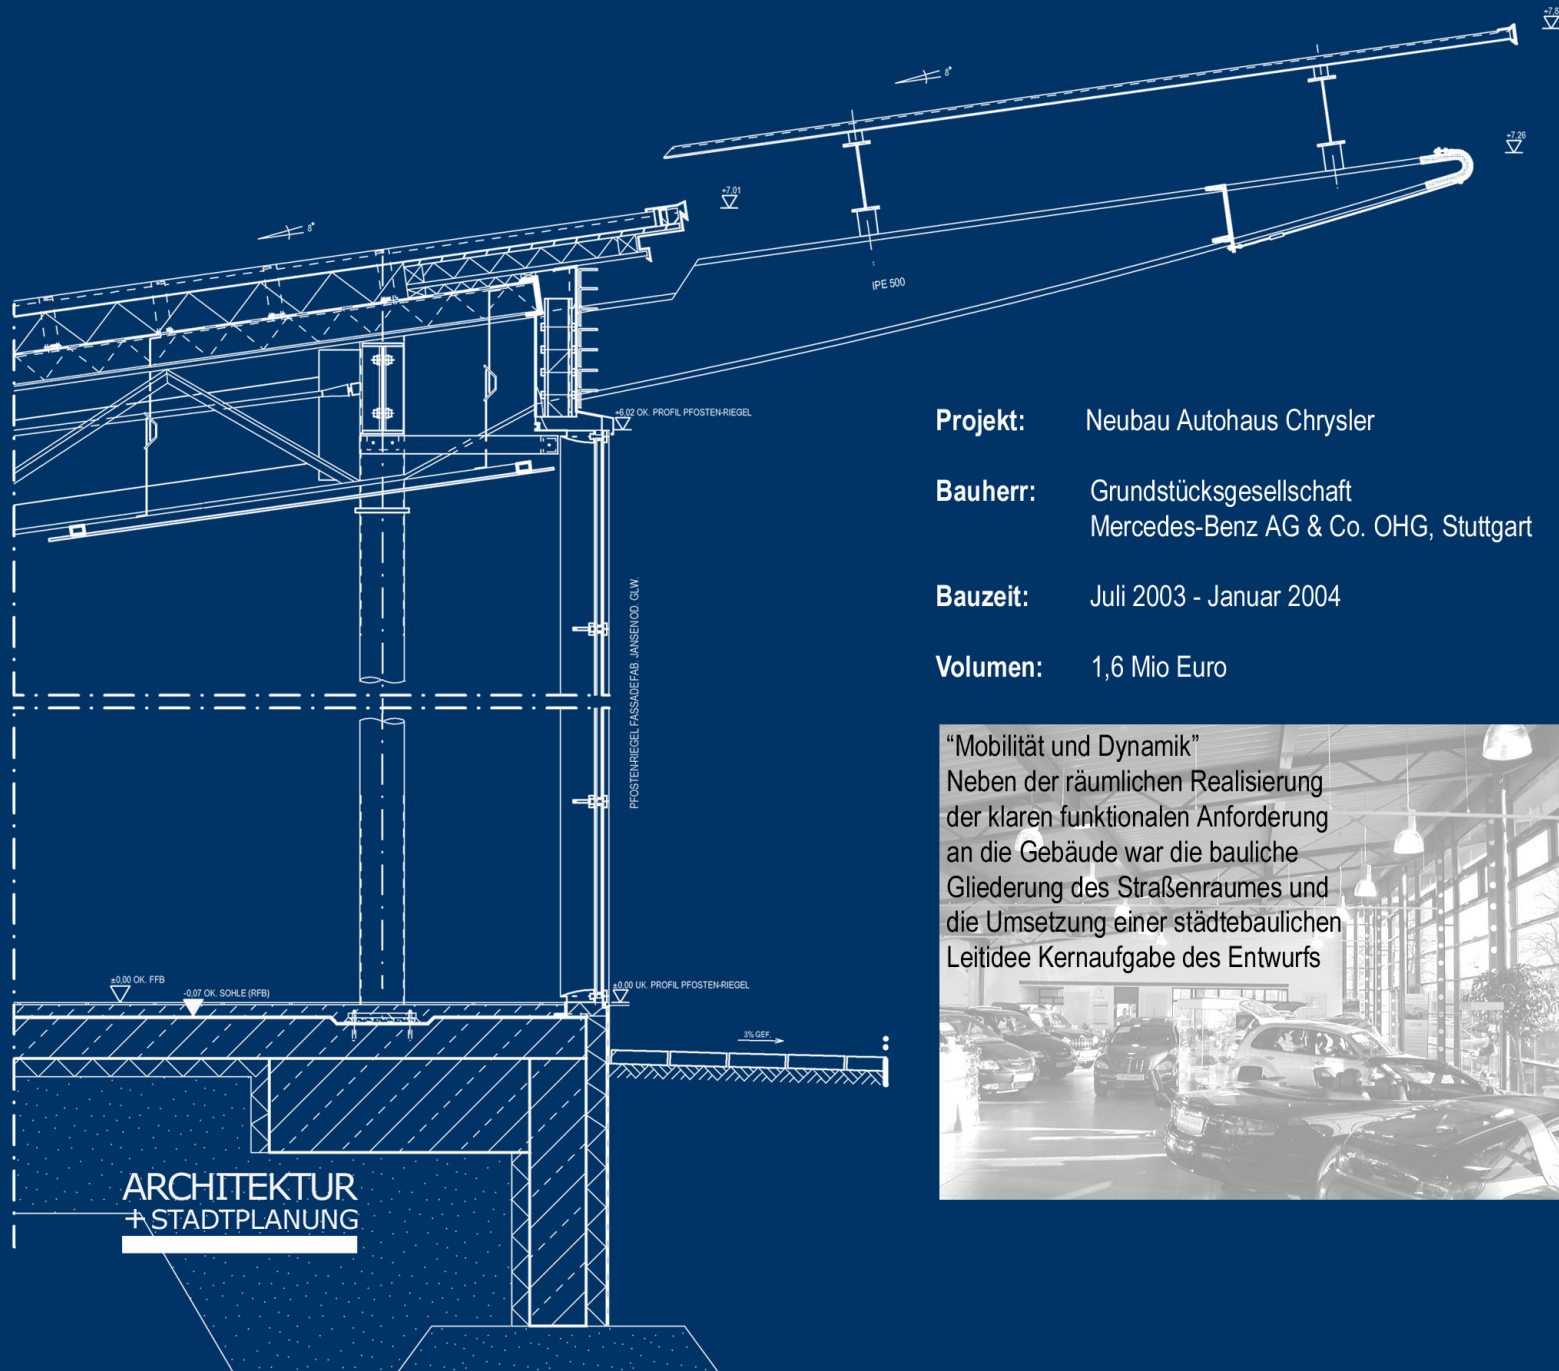 8°
+7,26
+7,01
8°
IPE 500
+6,02 OK. PROFIL PFOSTEN-RIEGEL
Projekt: Neubau Autohaus Chrysler
Bauherr: Grundstücksgesellschaft
Mercedes-Benz AG & Co. OHG, Stuttgart
Bauzeit: Juli 2003 - Januar 2004
Volumen: 1,6 Mio Euro
PFOSTEN-RIEGEL FASSADE FAB. JANSEN OD. GLW.
“Mobilität und Dynamik”
Neben der räumlichen Realisierung
der klaren funktionalen Anforderung
an die Gebäude war die bauliche
Gliederung des Straßenraumes und
die Umsetzung einer städtebaulichen
Leitidee Kernaufgabe des Entwurfs
±0,00 OK. FFB
-0,07 OK. SOHLE (RFB)
±0,00 UK. PROFIL PFOSTEN-RIEGEL
3% GEF.
ARCHITEKTUR
+ STADTPLANUNG